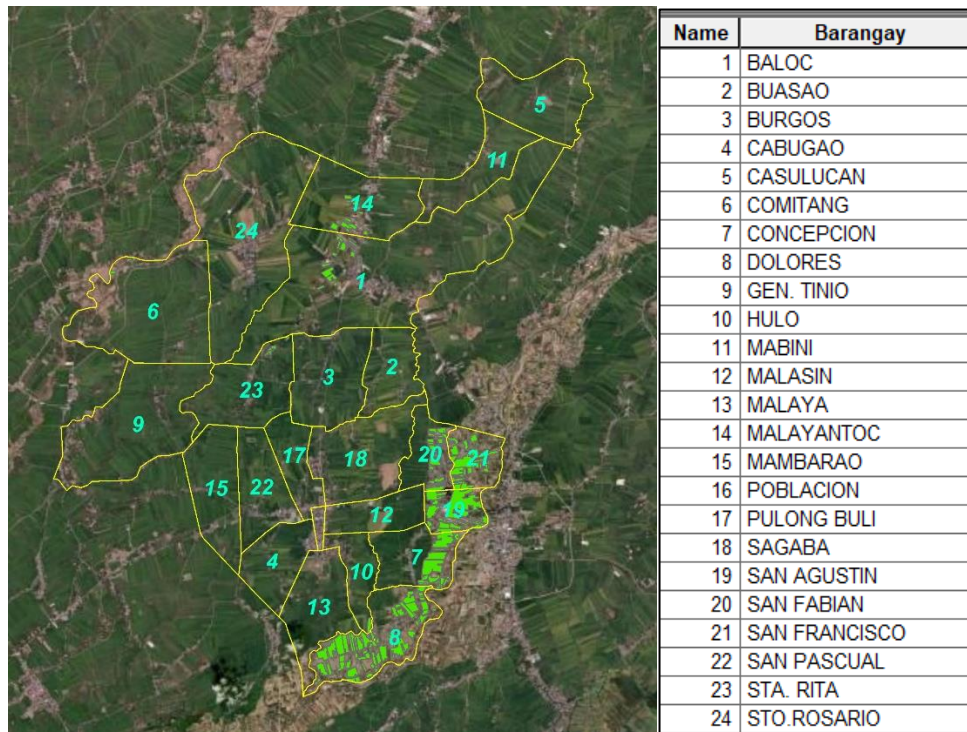 5
11
14
24
1
6
3
2
23
9
17
20
21
18
15
22
19
12
7
4
10
13
8
Name Barangay
1 BALOC
2 BUASAO
3 BURGOS
4 CABUGAO
5 CASULUCAN
6 COMITANG
7 CONCEPCION
8 DOLORES
9 GEN. TINIO
10 HULO
11 MABINI
12 MALASIN
13 MALAYA
14 MALAYANTOC
15 MAMBARAO
16 POBLACION
17 PULONG BULI
18 SAGABA
19 SAN AGUSTIN
20 SAN FABIAN
21 SAN FRANCISCO
22 SAN PASCUAL
23 STA. RITA
24 STO.ROSARIO